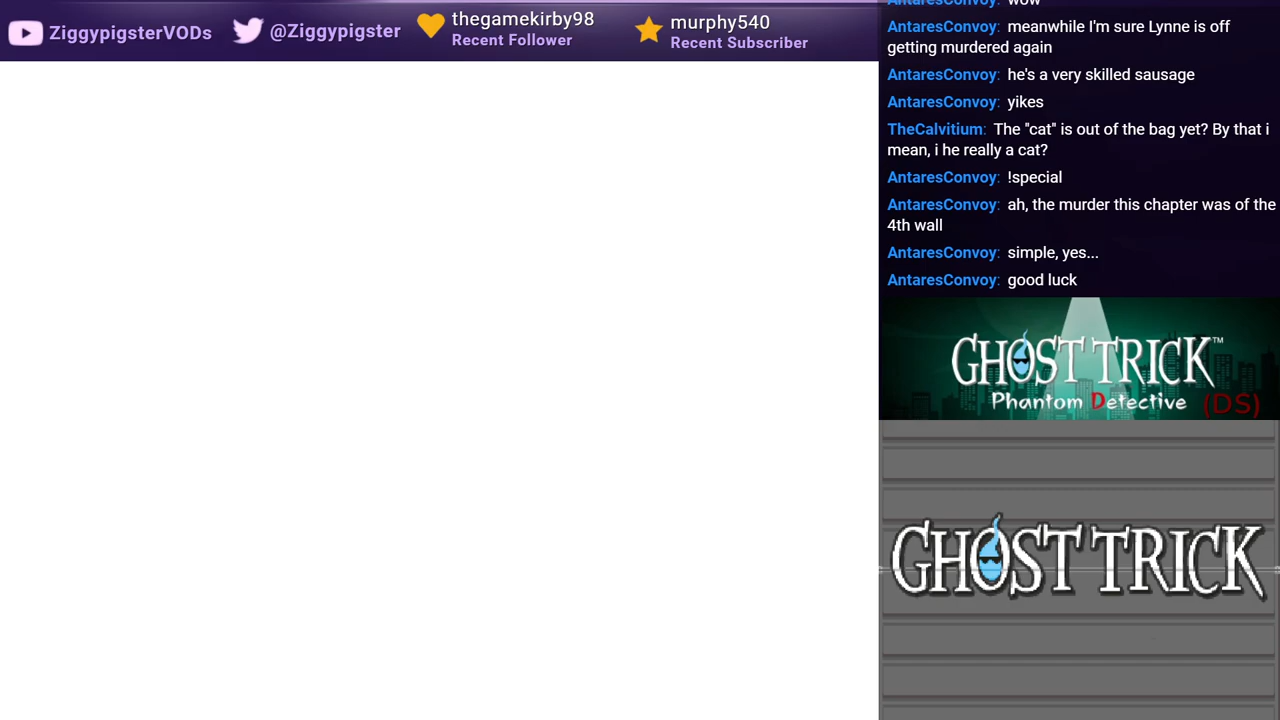 ZiggypigsterVODs
@Ziggypigster
thegamekirby98
Recent Follower
murphy540
Recent Subscriber
wow
AntaresConvoy: meanwhile I'm sure Lynne is off
getting murdered again
AntaresConvoy: he's a very skilled sausage
AntaresConvoy: yikes
TheCalvitium: The "cat" is out of the bag yet? By that i
mean, i he really a cat?
AntaresConvoy: !special
AntaresConvoy: ah, the murder this chapter was of the
4th wall
AntaresConvoy: simple, yes...
AntaresConvoy: good luck
GHOST TRICK™
Phantom Detective (DS)
GHOST TRICK